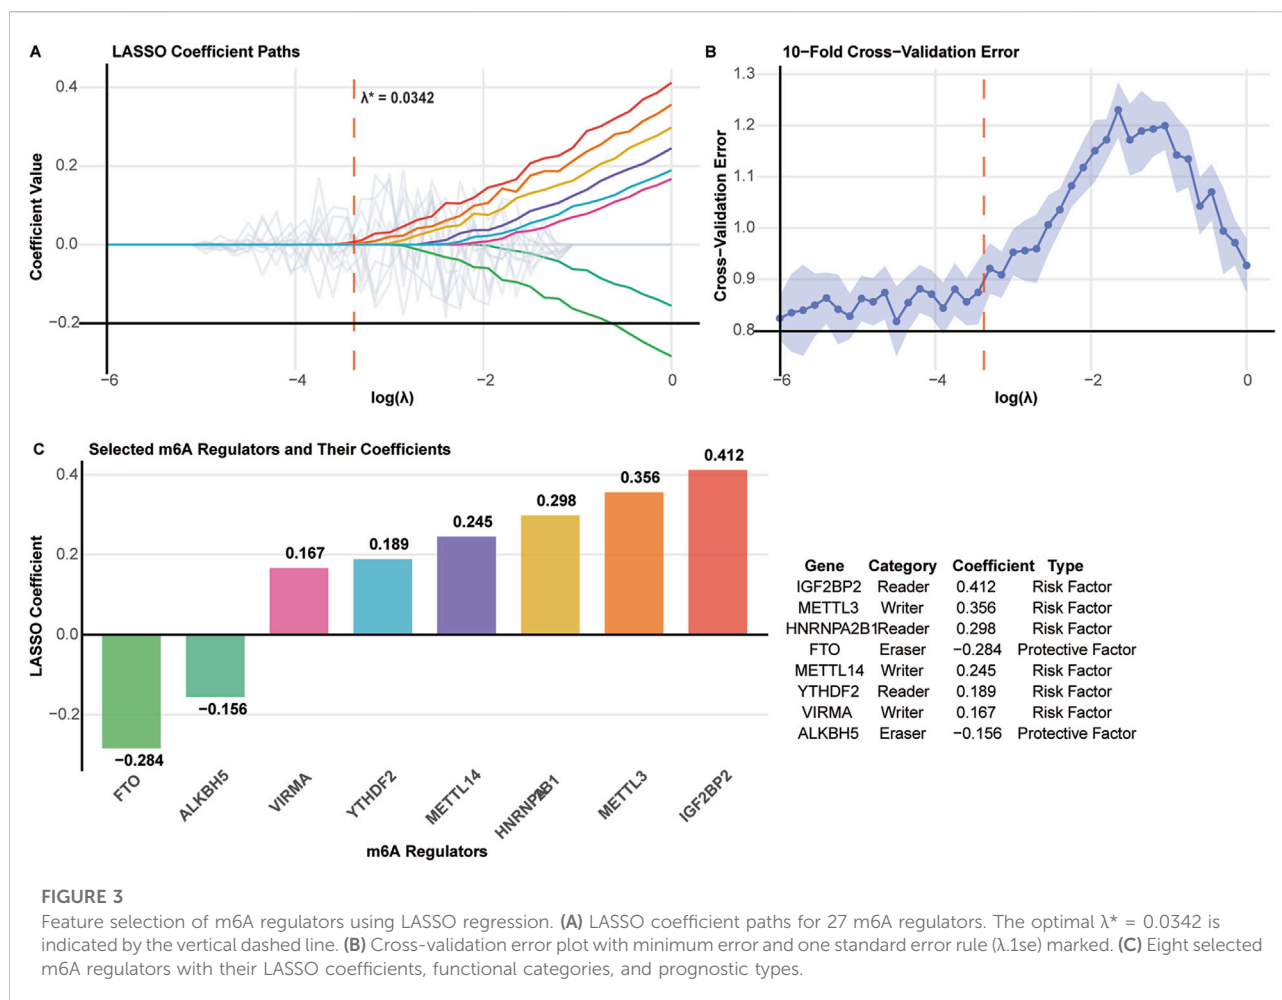 A LASSO Coefficient Paths
0.4
0.2
0.0
−0.2
Coefficient Value
λ* = 0.0342
−6 −4 −2 0
log(λ)
B 10−Fold Cross−Validation Error
1.3
1.2
1.1
1.0
0.9
0.8
Cross−Validation Error
−6 −4 −2 0
log(λ)
C Selected m6A Regulators and Their Coefficients
0.4
0.2
0.0
−0.2
LASSO Coefficient
−0.284
−0.156
0.167
0.189
0.245
0.298
0.356
0.412
FTO
ALKBH5
VIRMA
YTHDF2
METTL14
HNRNPA2B1
METTL3
IGF2BP2
m6A Regulators
Gene Category Coefficient Type
IGF2BP2 Reader 0.412 Risk Factor
METTL3 Writer 0.356 Risk Factor
HNRNPA2B1 Reader 0.298 Risk Factor
FTO Eraser −0.284 Protective Factor
METTL14 Writer 0.245 Risk Factor
YTHDF2 Reader 0.189 Risk Factor
VIRMA Writer 0.167 Risk Factor
ALKBH5 Eraser −0.156 Protective Factor
FIGURE 3
Feature selection of m6A regulators using LASSO regression. (A) LASSO coefficient paths for 27 m6A regulators. The optimal λ* = 0.0342 is
indicated by the vertical dashed line. (B) Cross-validation error plot with minimum error and one standard error rule (λ.1se) marked. (C) Eight selected
m6A regulators with their LASSO coefficients, functional categories, and prognostic types.